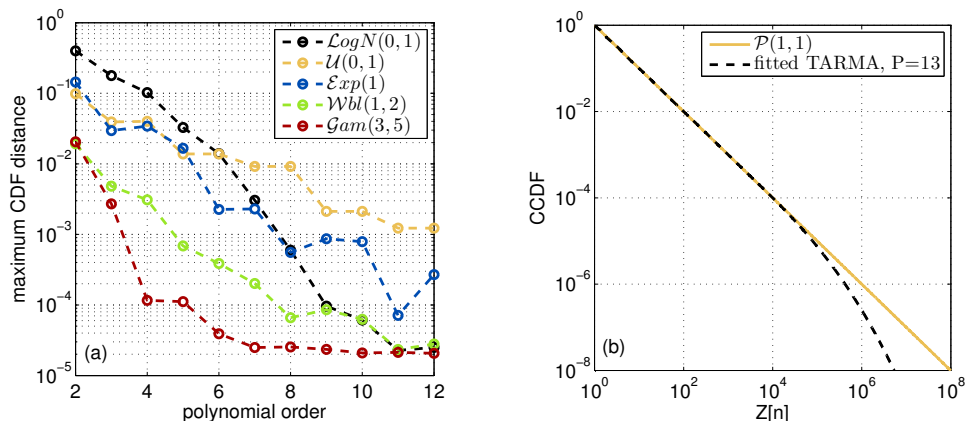 10^0
10^-1
10^-2
10^-3
10^-4
10^-5
maximum CDF distance
2 4 6 8 10 12
polynomial order
(a)
LogN(0, 1)
U(0, 1)
Exp(1)
Wbl(1, 2)
Gam(3, 5)
10^0
10^-2
10^-4
10^-6
10^-8
CCDF
10^0 10^2 10^4 10^6 10^8
Z[n]
(b)
P(1, 1)
fitted TARMA, P=13